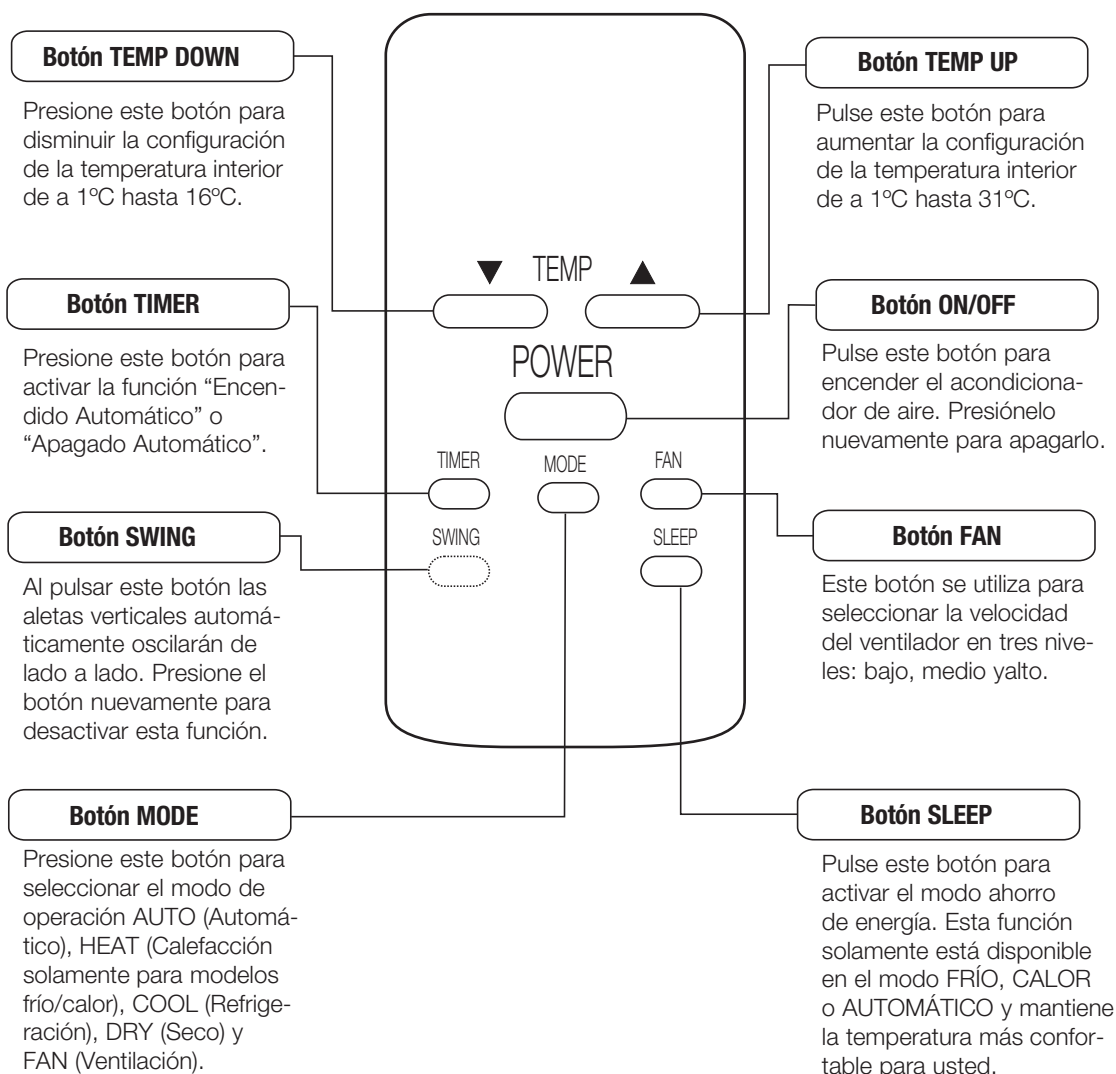 Botón TEMP DOWN
Presione este botón para
disminuir la configuración
de la temperatura interior
de a 1ºC hasta 16ºC.
Botón TIMER
Presione este botón para
activar la función “Encen-
dido Automático” o
“Apagado Automático”.
Botón SWING
Al pulsar este botón las
aletas verticales automá-
ticamente oscilarán de
lado a lado. Presione el
botón nuevamente para
desactivar esta función.
Botón MODE
Presione este botón para
seleccionar el modo de
operación AUTO (Automá-
tico), HEAT (Calefacción
solamente para modelos
frío/calor), COOL (Refrige-
ración), DRY (Seco) y
FAN (Ventilación).
▼ TEMP ▲
POWER
TIMER MODE FAN
SWING SLEEP
Botón TEMP UP
Pulse este botón para
aumentar la configuración
de la temperatura interior
de a 1ºC hasta 31ºC.
Botón ON/OFF
Pulse este botón para
encender el acondiciona-
dor de aire. Presiónelo
nuevamente para apagarlo.
Botón FAN
Este botón se utiliza para
seleccionar la velocidad
del ventilador en tres nive-
les: bajo, medio yalto.
Botón SLEEP
Pulse este botón para
activar el modo ahorro
de energía. Esta función
solamente está disponible
en el modo FRÍO, CALOR
o AUTOMÁTICO y mantiene
la temperatura más confor-
table para usted.